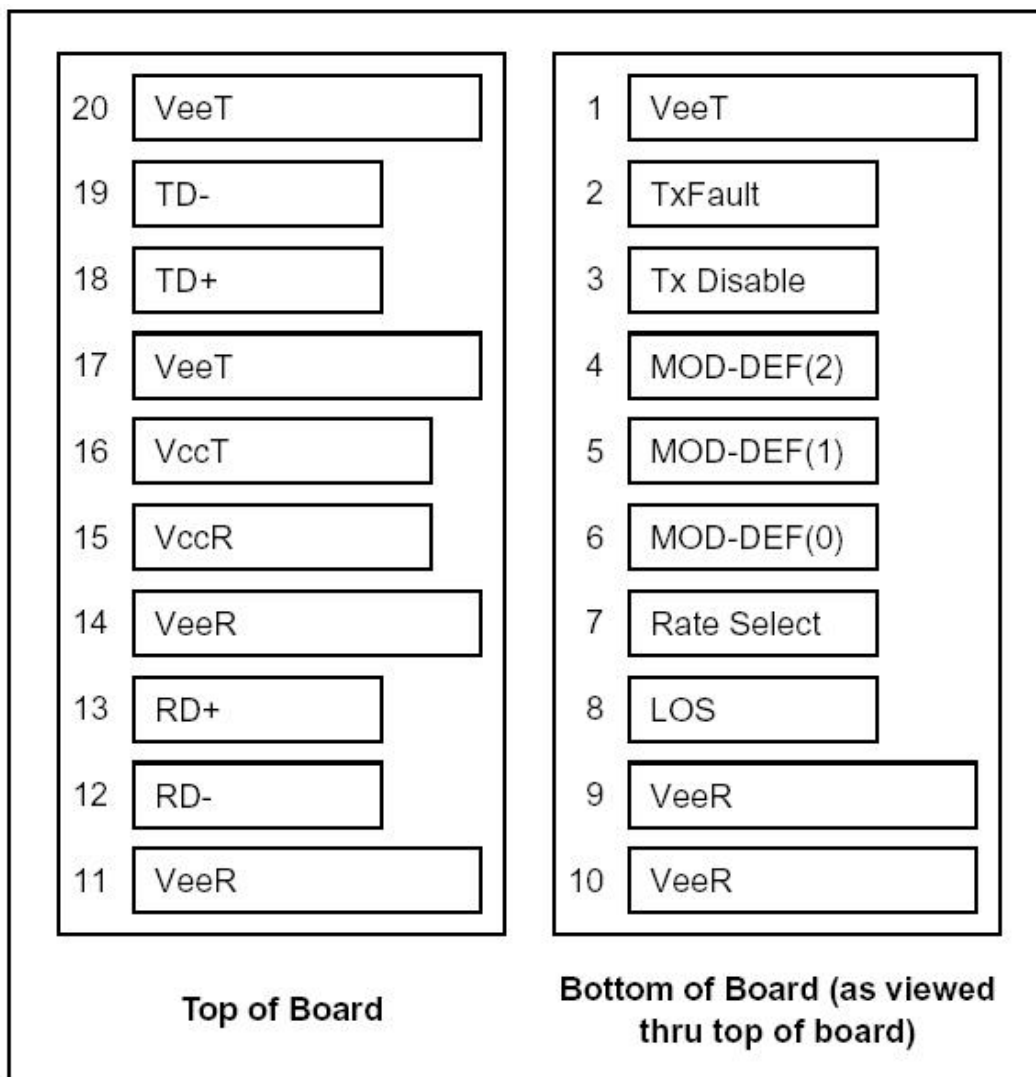 20 VeeT
19 TD-
18 TD+
17 VeeT
16 VccT
15 VccR
14 VeeR
13 RD+
12 RD-
11 VeeR
Top of Board
1 VeeT
2 TxFault
3 Tx Disable
4 MOD-DEF(2)
5 MOD-DEF(1)
6 MOD-DEF(0)
7 Rate Select
8 LOS
9 VeeR
10 VeeR
Bottom of Board (as viewed
thru top of board)